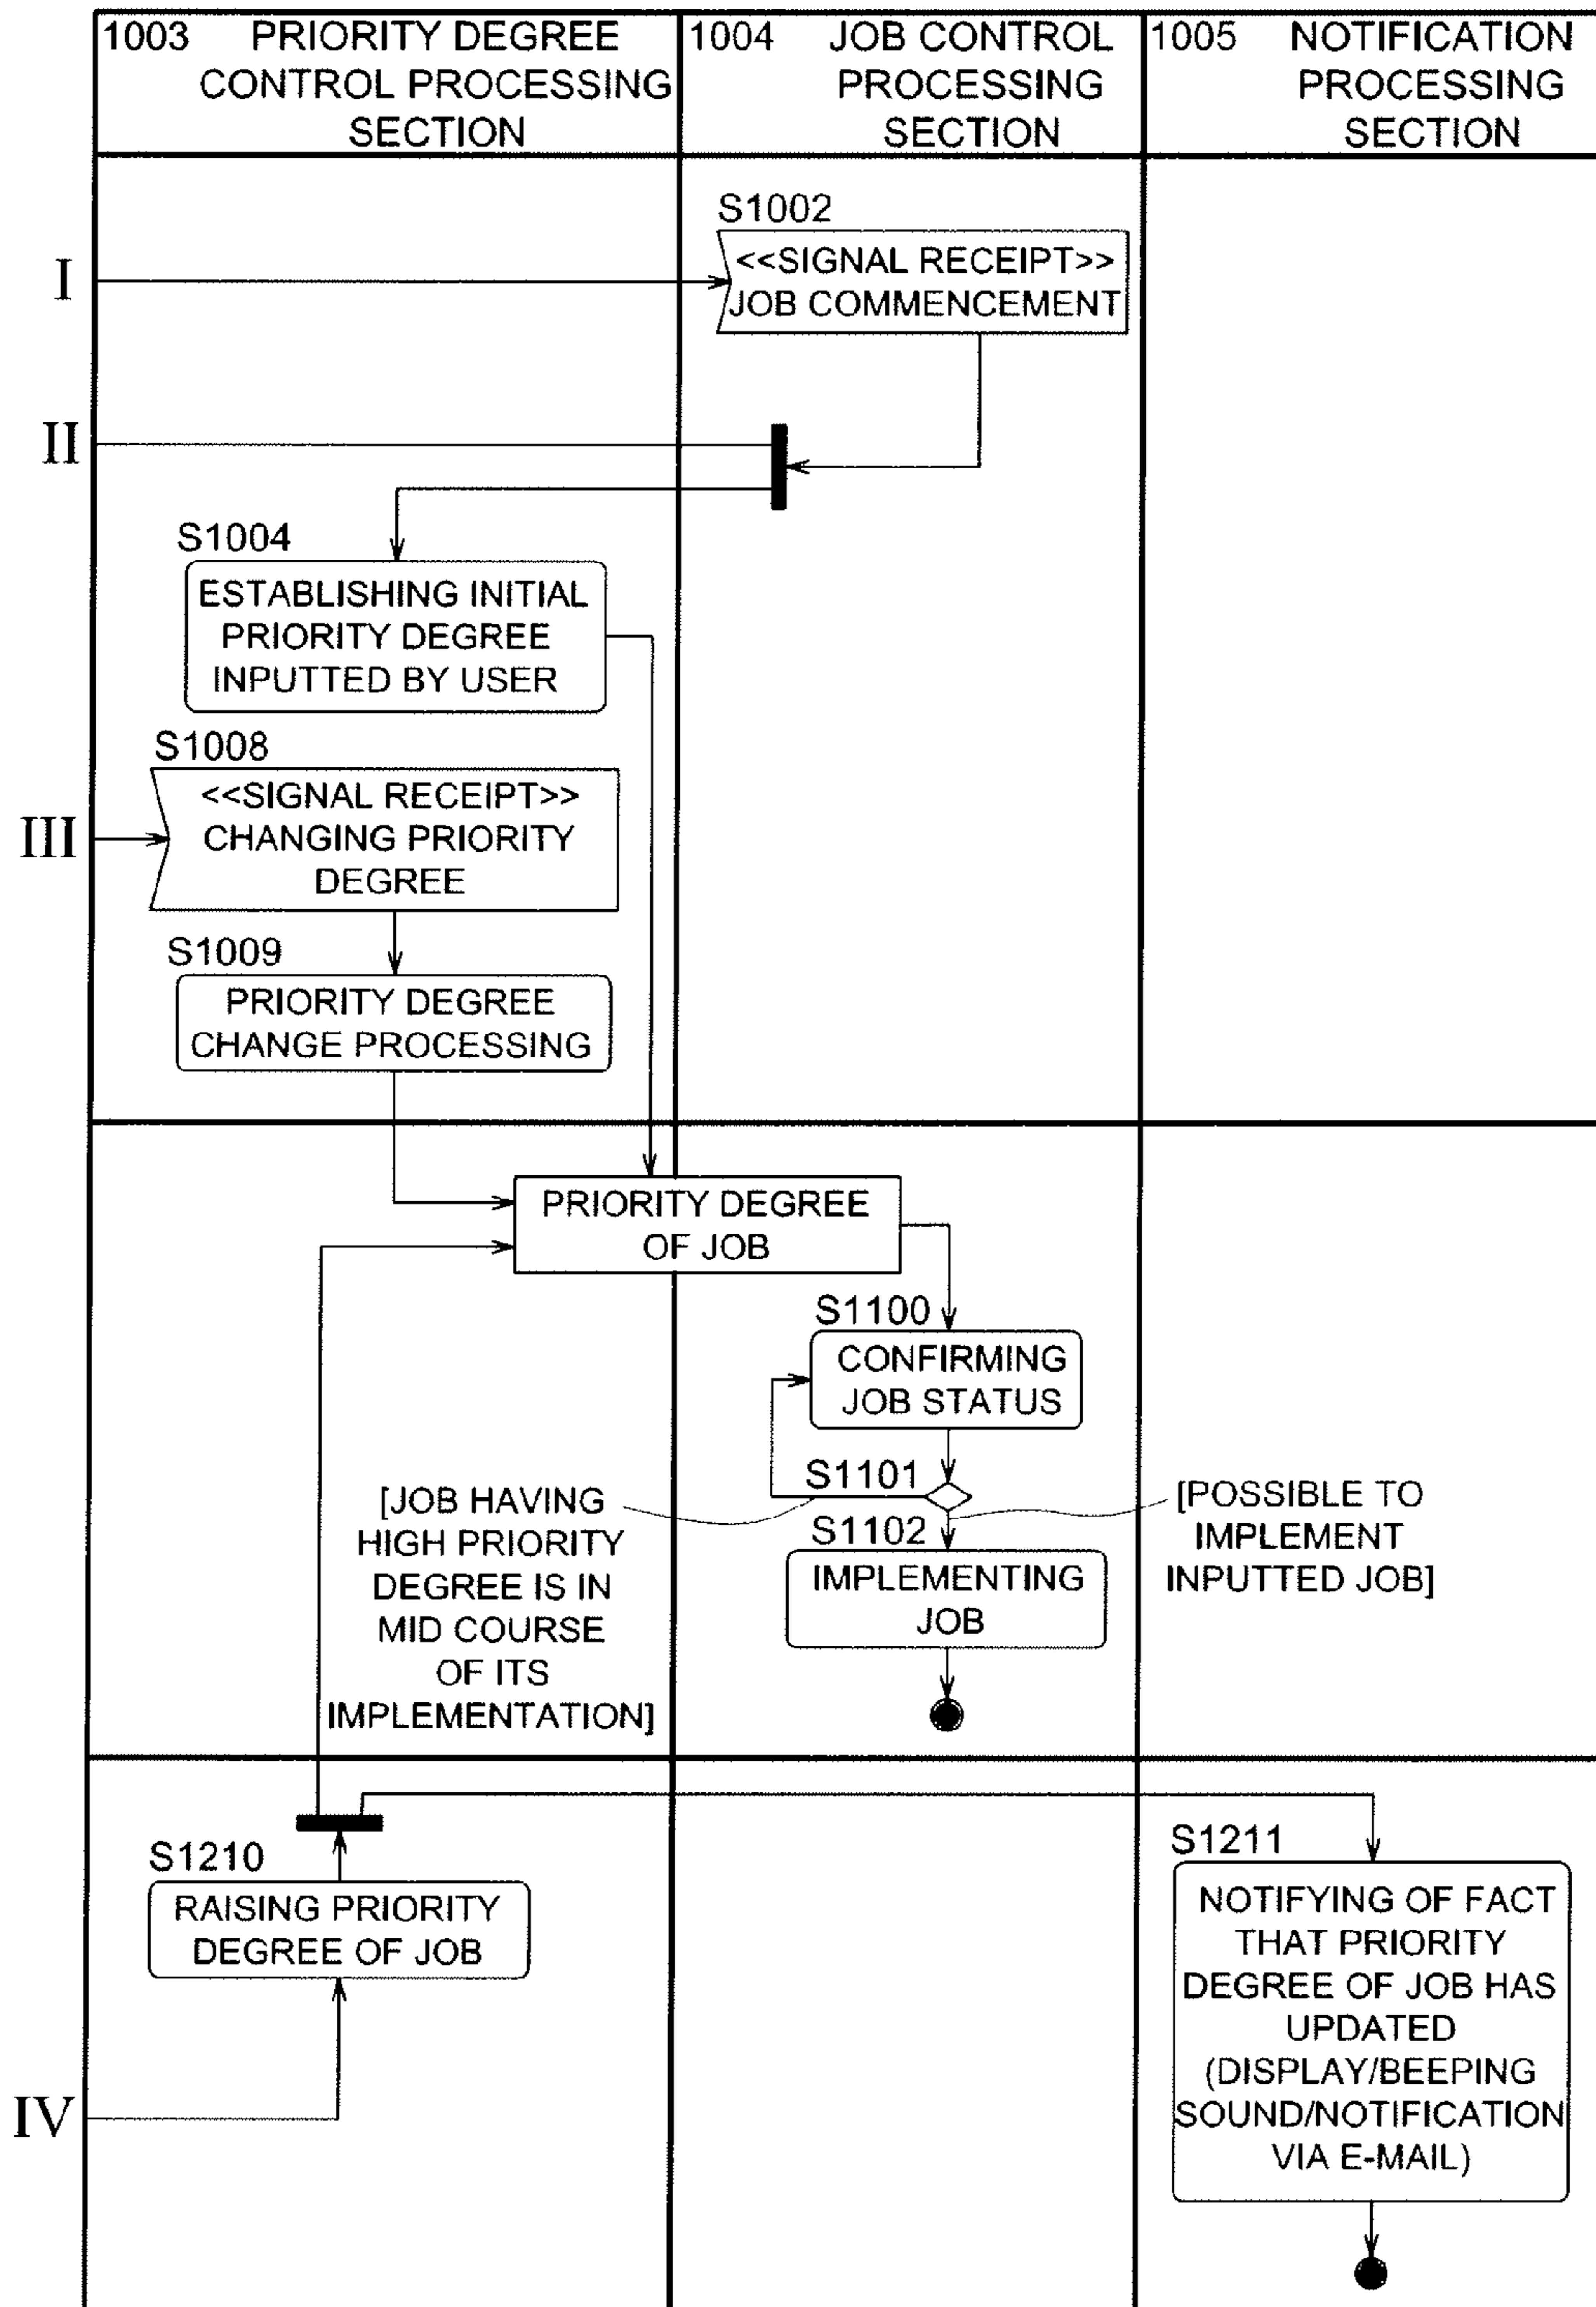 1003 PRIORITY DEGREE
CONTROL PROCESSING
SECTION
1004 JOB CONTROL
PROCESSING
SECTION
1005 NOTIFICATION
PROCESSING
SECTION
S1002
<<SIGNAL RECEIPT>>
JOB COMMENCEMENT
I
II
S1004
ESTABLISHING INITIAL
PRIORITY DEGREE
INPUTTED BY USER
S1008
<<SIGNAL RECEIPT>>
CHANGING PRIORITY
DEGREE
III
S1009
PRIORITY DEGREE
CHANGE PROCESSING
PRIORITY DEGREE
OF JOB
S1100
CONFIRMING
JOB STATUS
S1101
[JOB HAVING
HIGH PRIORITY
DEGREE IS IN
MID COURSE
OF ITS
IMPLEMENTATION]
[POSSIBLE TO
IMPLEMENT
INPUTTED JOB]
S1102
IMPLEMENTING
JOB
S1210
RAISING PRIORITY
DEGREE OF JOB
S1211
NOTIFYING OF FACT
THAT PRIORITY
DEGREE OF JOB HAS
UPDATED
(DISPLAY/BEEPING
SOUND/NOTIFICATION
VIA E-MAIL)
IV